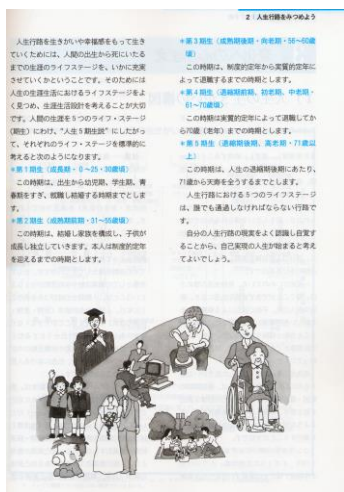 2 人生行路をみつめよう
人生行路を生きがいや幸福感をもって生き
ていくためには、人間の出生から死にいたる
までの生涯のライフステージを、いかに充実
させていくかということです。そのためには
人生の生涯生活におけるライフステージをよ
く見つめ、生涯生活設計を考えることが大切
です。人間の生涯を5つのライフ・ステージ
(期生)にわけ、"人生5期生説"にしたがっ
て、それぞれのライフ・ステージを標準的に
考えると次のようになります。
*第1期生(成長期・0~25・30歳頃)
この時期は、出生から幼児期、学生期、青
春期をすぎ、就職し結婚する時期までとしま
す。
*第2期生(成熟期前期・31~55歳頃)
この時期は、結婚し家族を構成し、子供が
成長し独立していきます。本人は制度的定年
を迎えるまでの時期とします。
*第3期生(成熟期後期・向老期・56~60歳
頃)
この時期は、制度的定年から実質的定年に
よって退職するまでの時期とします。
*第4期生(退縮期前期、初老期、中老期・
61~70歳頃)
この時期は実質的定年によって退職してか
ら70歳(老年)までの時期とします。
*第5期生(退縮期後期、高老期・71歳以
上)
この時期は、人生の退縮期後期にあたり、
71歳から天寿を全うするまでとします。
人生行路における5つのライフステージ
は、誰でも通過しなければならない行路で
す。
自分の人生行路の現実をよく認識し自覚す
ることから、自己実現の人生が始まると考え
てよいでしょう。